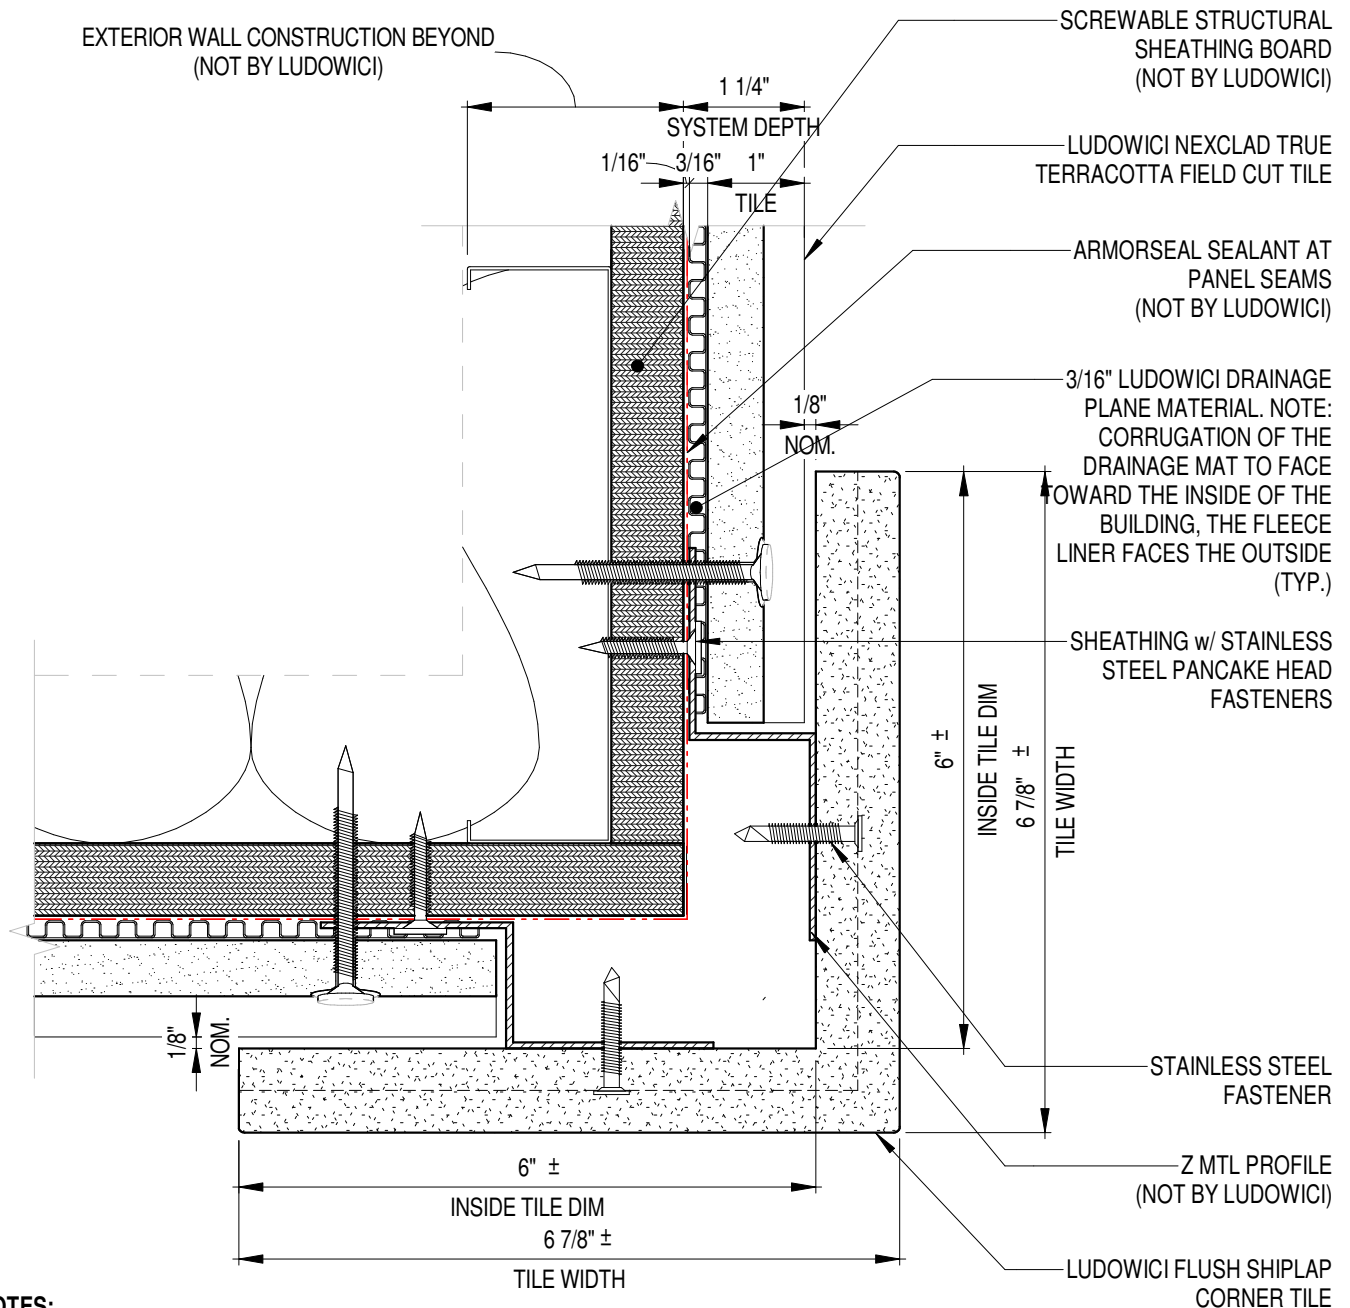 EXTERIOR WALL CONSTRUCTION BEYOND
(NOT BY LUDOWICI)
1 1/4"
SYSTEM DEPTH
1/16"
3/16"
1"
TILE
SCREWABLE STRUCTURAL
SHEATHING BOARD
(NOT BY LUDOWICI)
LUDOWICI NEXCLAD TRUE
TERRACOTTA FIELD CUT TILE
ARMORSEAL SEALANT AT
PANEL SEAMS
(NOT BY LUDOWICI)
1/8"
NOM.
3/16" LUDOWICI DRAINAGE
PLANE MATERIAL. NOTE:
CORRUGATION OF THE
DRAINAGE MAT TO FACE
TOWARD THE INSIDE OF THE
BUILDING, THE FLEECE
LINER FACES THE OUTSIDE
(TYP.)
SHEATHING w/ STAINLESS
STEEL PANCAKE HEAD
FASTENERS
6" ±
INSIDE TILE DIM
6 7/8" ±
TILE WIDTH
1/8"
NOM.
STAINLESS STEEL
FASTENER
Z MTL PROFILE
(NOT BY LUDOWICI)
LUDOWICI FLUSH SHIPLAP
CORNER TILE
6" ±
INSIDE TILE DIM
6 7/8" ±
TILE WIDTH
OTES: